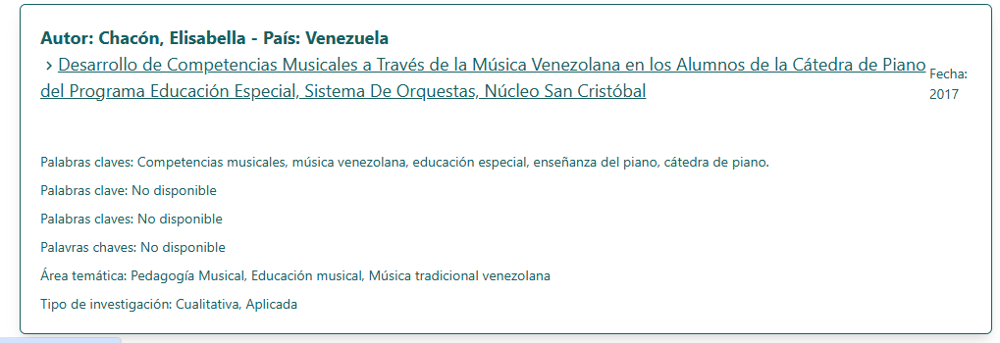 Autor: Chacón, Elisabella - País: Venezuela
› Desarrollo de Competencias Musicales a Través de la Música Venezolana en los Alumnos de la Cátedra de Piano
del Programa Educación Especial, Sistema De Orquestas, Núcleo San Cristóbal
Fecha:
2017
Palabras claves: Competencias musicales, música venezolana, educación especial, enseñanza del piano, cátedra de piano.
Palabras clave: No disponible
Palabras claves: No disponible
Palavras chaves: No disponible
Área temática: Pedagogía Musical, Educación musical, Música tradicional venezolana
Tipo de investigación: Cualitativa, Aplicada